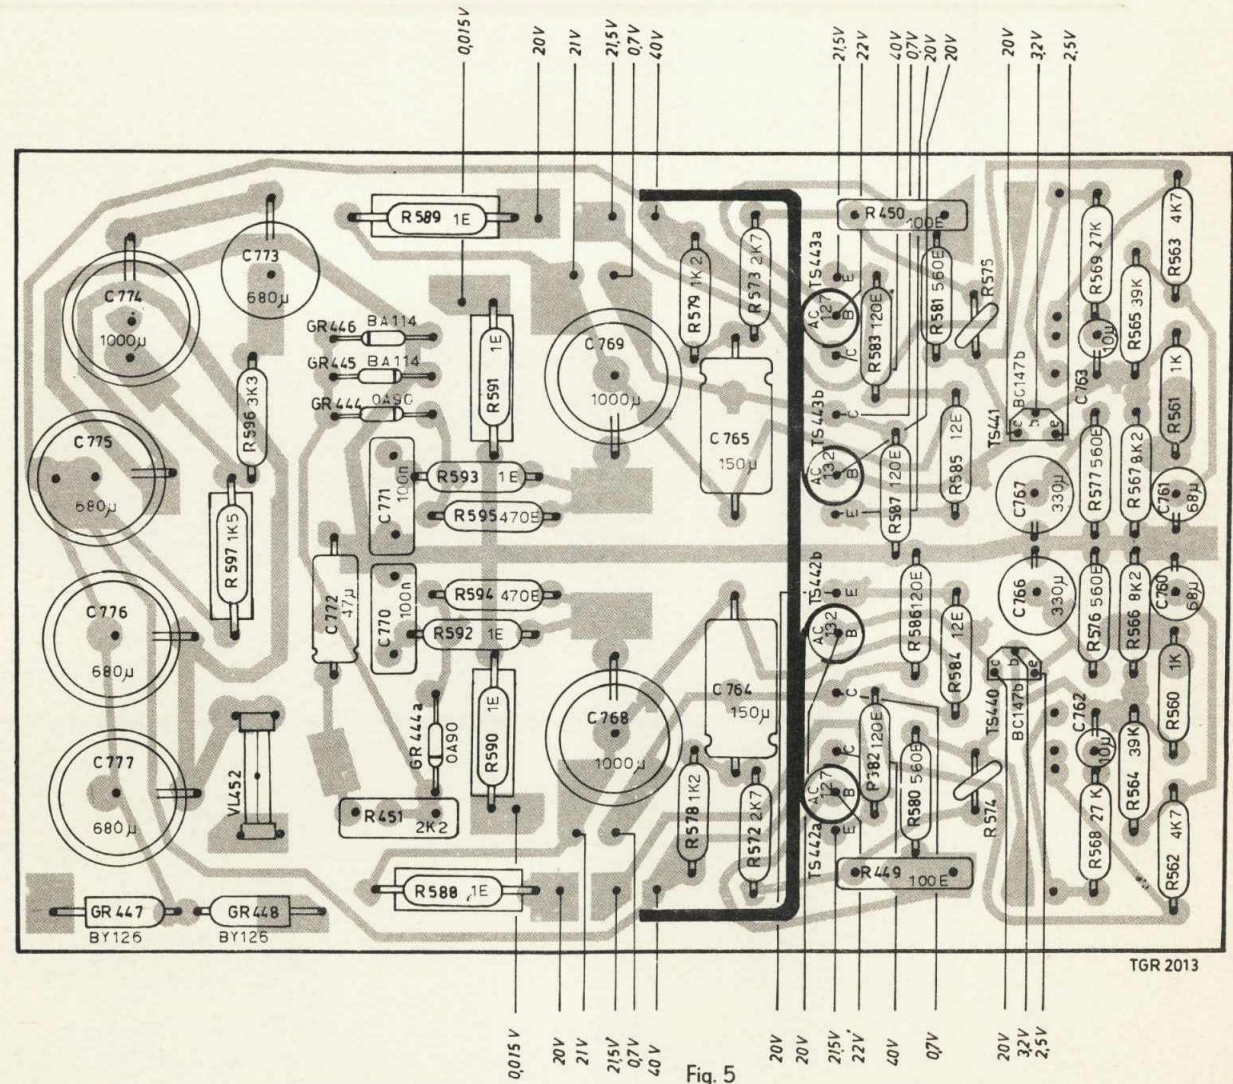 0,015V
20V
21V
21,5V
0,7V
40V
21,5V
22V
40V
0,7V
20V
20V
20V
3,2V
2,5V
R589 1E
C773
680µ
C774
1000µ
GR446 BA114
GR445 BA114
GR444 0A90
R596 3K3
R591 1E
C769
1000µ
R579 1K2
R573 2K7
TS443a
AC 127
E
B
C
R450
100E
R583 120E
R581 560E
R575
R569 27K
R563 4K7
R565 39K
10µ
C763
BC147b
TS441
c
b
e
R561 1K
C775
680µ
R597 1K5
C771
100n
R593 1E
R595 470E
C765
150µ
TS443b
AC 132
C
B
E
R587 120E
R585 12E
C767
330µ
R577 560E
R567 8K2
C761
68µ
C772
47µ
C770
100n
R594 470E
R592 1E
TS442b
AC 132
E
B
C
R586 120E
R584 12E
C766
330µ
R576 560E
R566 8K2
C760
68µ
C776
680µ
C777
680µ
VL452
GR444a
0A90
R590 1E
C768
1000µ
C764
150µ
R578 1K2
R572 2K7
TS442a
AC 127
C
B
E
R582 120E
R580 560E
R574
TS440
BC147b
c
b
e
C762
10µ
R568 27K
R564 39K
R560 1K
R562 4K7
R451
2K2
R588 1E
R449
100E
GR447
BY126
GR448
BY126
TGR 2013
0,015V
20V
21V
21,5V
0,7V
40V
20V
20V
21,5V
22V
40V
0,7V
20V
3,2V
2,5V
Fig. 5